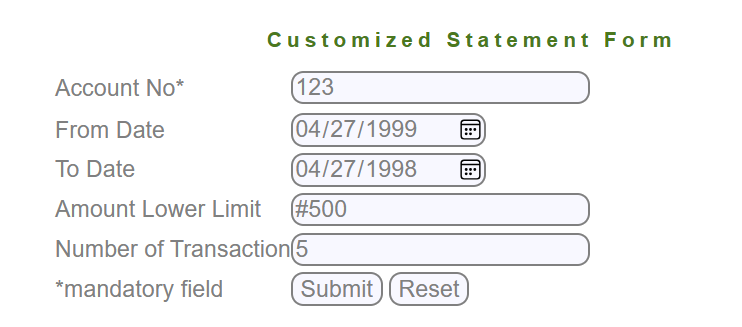 Customized Statement Form
Account No* 123
From Date 04/27/1999
To Date 04/27/1998
Amount Lower Limit #500
Number of Transaction 5
*mandatory field Submit Reset